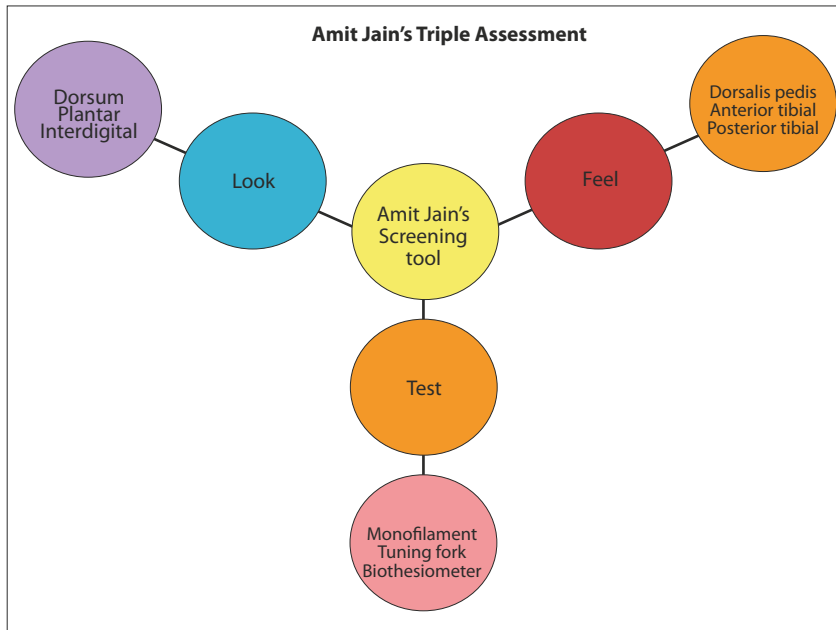 Amit Jain’s Triple Assessment
Dorsum
Plantar
Interdigital
Look
Amit Jain’s
Screening
tool
Feel
Dorsalis pedis
Anterior tibial
Posterior tibial
Test
Monofilament
Tuning fork
Biothesiometer